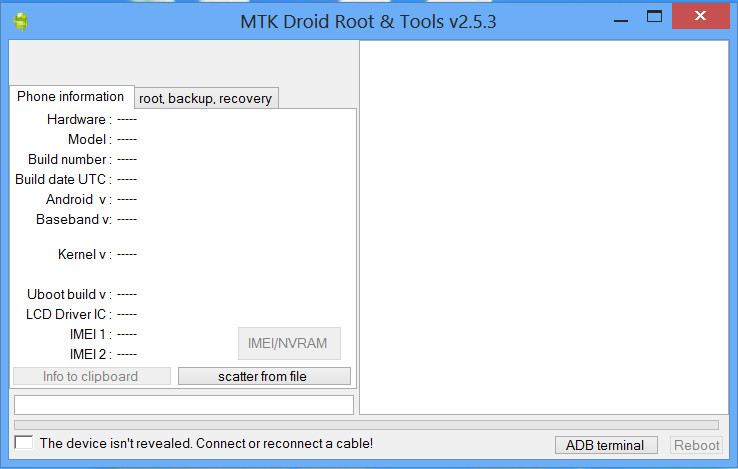 MTK Droid Root & Tools v2.5.3
Phone information
root, backup, recovery
Hardware : -----
Model : -----
Build number : -----
Build date UTC : -----
Android v : -----
Baseband v: -----
Kernel v : -----
Uboot build v : -----
LCD Driver IC : -----
IMEI 1 : -----
IMEI 2 : -----
IMEI/NVRAM
Info to clipboard
scatter from file
The device isn't revealed. Connect or reconnect a cable!
ADB terminal
Reboot